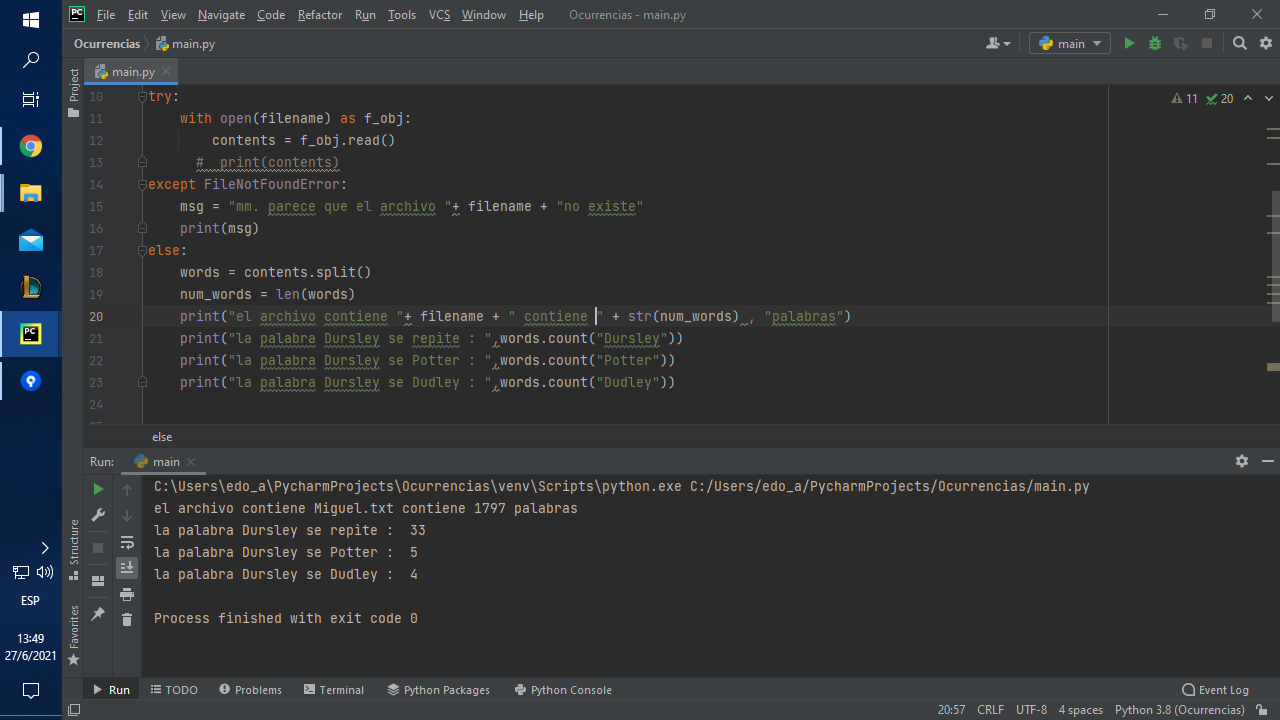 File Edit View Navigate Code Refactor Run Tools VCS Window Help Ocurrencias - main.py
Ocurrencias main.py main
Project
main.py
10 try:
11 with open(filename) as f_obj:
12 contents = f_obj.read()
13 # print(contents)
14 except FileNotFoundError:
15 msg = "mm. parece que el archivo "+ filename + "no existe"
16 print(msg)
17 else:
18 words = contents.split()
19 num_words = len(words)
20 print("el archivo contiene "+ filename + " contiene " + str(num_words) , "palabras")
21 print("la palabra Dursley se repite : ",words.count("Dursley"))
22 print("la palabra Dursley se Potter : ",words.count("Potter"))
23 print("la palabra Dursley se Dudley : ",words.count("Dudley"))
24
11 20
else
Run: main
C:\Users\edo_a\PycharmProjects\Ocurrencias\venv\Scripts\python.exe C:/Users/edo_a/PycharmProjects/Ocurrencias/main.py
el archivo contiene Miguel.txt contiene 1797 palabras
la palabra Dursley se repite :  33
la palabra Dursley se Potter :  5
la palabra Dursley se Dudley :  4
Process finished with exit code 0
Structure
Favorites
Run TODO Problems Terminal Python Packages Python Console Event Log
20:57 CRLF UTF-8 4 spaces Python 3.8 (Ocurrencias)
ESP
13:49
27/6/2021